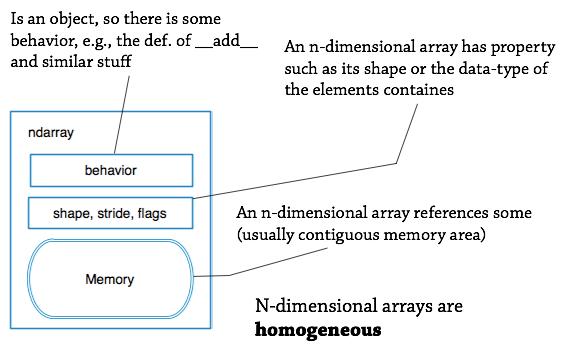 Is an object, so there is some
behavior, e.g., the def. of __add__
and similar stuff
An n-dimensional array has property
such as its shape or the data-type of
the elements containes
ndarray
behavior
shape, stride, flags
An n-dimensional array references some
(usually contiguous memory area)
Memory
N-dimensional arrays are
homogeneous